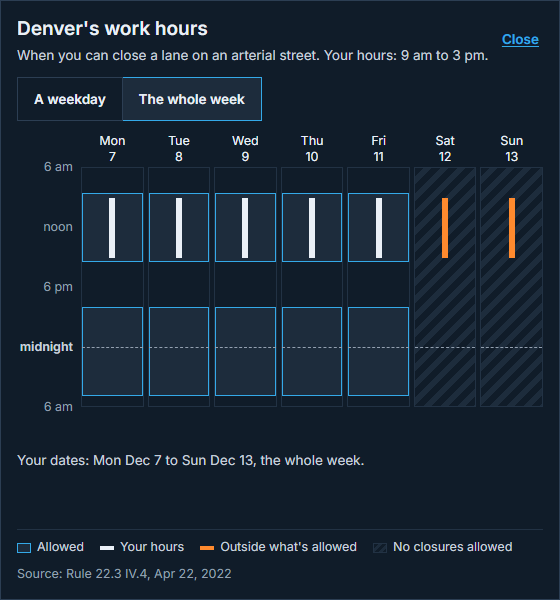 Denver's work hours
Close
When you can close a lane on an arterial street. Your hours: 9 am to 3 pm.
A weekday
The whole week
Mon Tue Wed Thu Fri Sat Sun
7 8 9 10 11 12 13
6 am
noon
6 pm
midnight
6 am
Your dates: Mon Dec 7 to Sun Dec 13, the whole week.
Allowed Your hours Outside what's allowed No closures allowed
Source: Rule 22.3 IV.4, Apr 22, 2022